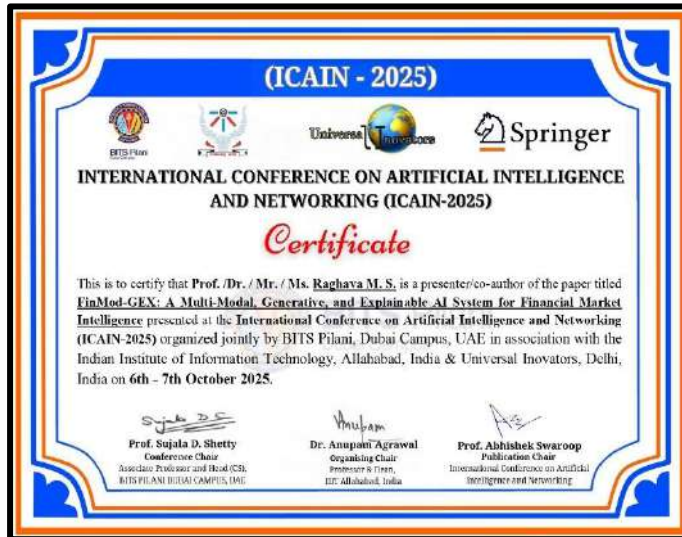 (ICAIN - 2025)
BITS Pilani
Universal Inovators
Springer
INTERNATIONAL CONFERENCE ON ARTIFICIAL INTELLIGENCE
AND NETWORKING (ICAIN-2025)
Certificate
This is to certify that Prof. /Dr. / Mr. / Ms. Raghava M. S. is a presenter/co-author of the paper titled
FinMod-GEX: A Multi-Modal, Generative, and Explainable AI System for Financial Market
Intelligence presented at the International Conference on Artificial Intelligence and Networking
(ICAIN-2025) organized jointly by BITS Pilani, Dubai Campus, UAE in association with the
Indian Institute of Information Technology, Allahabad, India & Universal Inovators, Delhi,
India on 6th - 7th October 2025.
Sujala D S
Anupam
Prof. Sujala D. Shetty
Conference Chair
Associate Professor and Head (CS),
BITS PILANI DUBAI CAMPUS, UAE
Dr. Anupam Agrawal
Organising Chair
Professor & Dean,
IIIT Allahabad, India
Prof. Abhishek Swaroop
Publication Chair
International Conference on Artificial
Intelligence and Networking